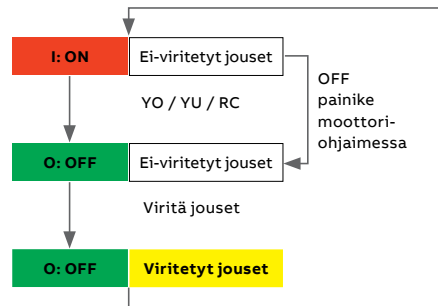 I: ON Ei-viritetyt jouset
OFF
painike
moottori-
ohjaimessa
YO / YU / RC
O: OFF Ei-viritetyt jouset
Viritä jouset
O: OFF Viritetyt jouset